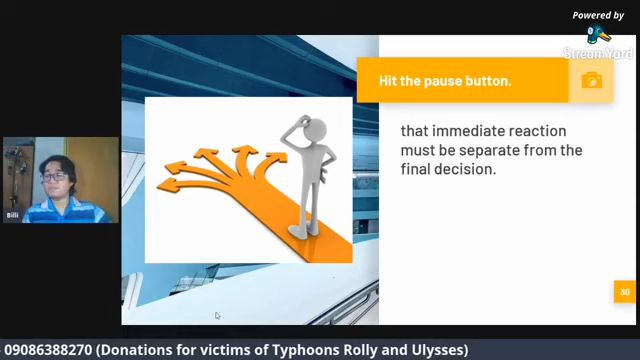 Powered by
StreamYard
Hit the pause button.
that immediate reaction
must be separate from the
final decision.
Billi
30
- 09086388270 (Donations for victims of Typhoons Rolly and Ulysses)